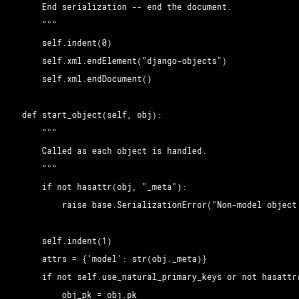 End serialization -- end the document.
"""
self.indent(0)
self.xml.endElement("django-objects")
self.xml.endDocument()
def start_object(self, obj):
"""
Called as each object is handled.
"""
if not hasattr(obj, "_meta"):
raise base.SerializationError("Non-model object
self.indent(1)
attrs = {'model': str(obj._meta)}
if not self.use_natural_primary_keys or not hasattr(
obj_pk = obj.pk